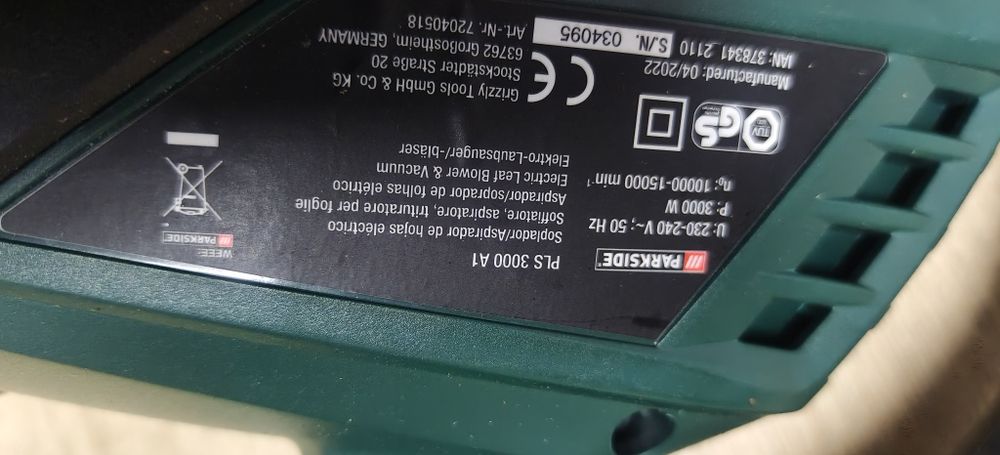 PARKSIDE®
U: 230-240 V~; 50 Hz
P: 3000 W
n₀: 10000-15000 min⁻¹
TÜV
SÜD
GS
Manufactured: 04/2022
IAN: 378341_2110
S./N. 034095
PLS 3000 A1
Soplador/Aspirador de hojas eléctrico
Soffiatore, aspiratore, trituratore per foglie
Aspirador/soprador de folhas elétrico
Electric Leaf Blower & Vacuum
Elektro-Laubsauger/-bläser
CE
Grizzly Tools GmbH & Co. KG
Stockstädter Straße 20
63762 Großostheim, GERMANY
Art.-Nr. 72040518
WEEE:
PARKSIDE